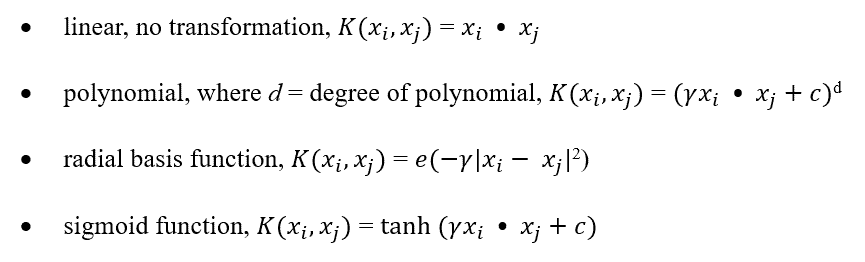 • linear, no transformation, K(xᵢ, xⱼ) = xᵢ • xⱼ
• polynomial, where d = degree of polynomial, K(xᵢ, xⱼ) = (γxᵢ • xⱼ + c)ᵈ
• radial basis function, K(xᵢ, xⱼ) = e(−γ|xᵢ − xⱼ|²)
• sigmoid function, K(xᵢ, xⱼ) = tanh (γxᵢ • xⱼ + c)